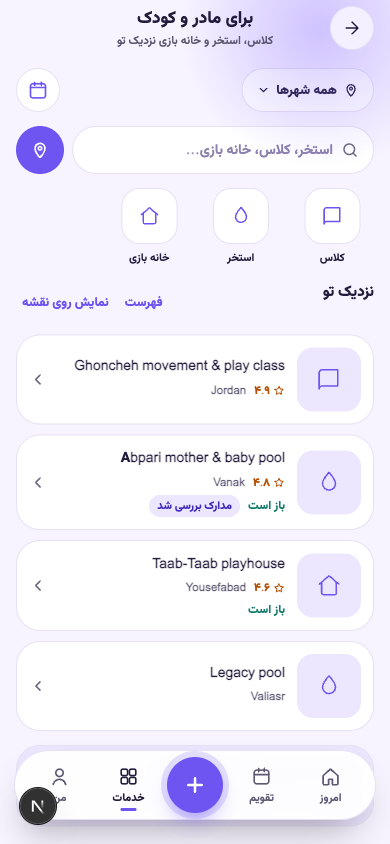 برای مادر و کودک
کلاس، استخر و خانه بازی نزدیک تو
همه شهرها
استخر، کلاس، خانه بازی...
کلاس
استخر
خانه بازی
نزدیک تو
فهرست
نمایش روی نقشه
Ghoncheh movement & play class
۴.۹ Jordan
Abpari mother & baby pool
۴.۸ Vanak
باز است
مدارک بررسی شد
Taab-Taab playhouse
۴.۶ Yousefabad
باز است
Legacy pool
Valiasr
امروز
تقویم
خدمات
N